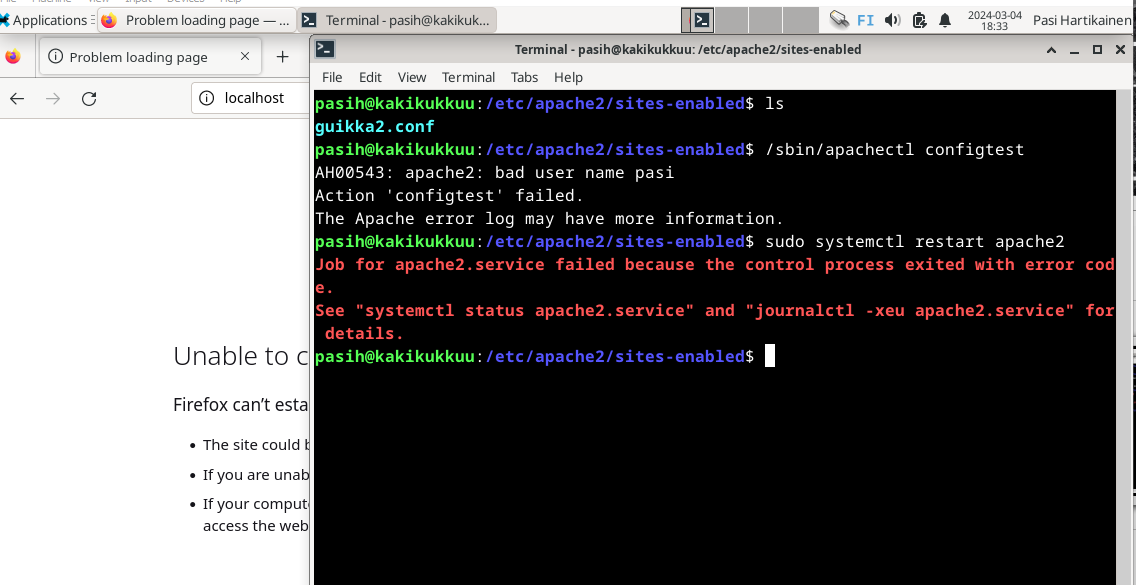 Applications
Problem loading page — ...
Terminal - pasih@kakikuk...
FI
2024-03-04
18:33
Pasi Hartikainen
Problem loading page
localhost
Unable to c
Firefox can’t esta
The site could b
If you are unab
If your compute
access the web
Terminal - pasih@kakikukkuu: /etc/apache2/sites-enabled
File Edit View Terminal Tabs Help
pasih@kakikukkuu:/etc/apache2/sites-enabled$ ls
guikka2.conf
pasih@kakikukkuu:/etc/apache2/sites-enabled$ /sbin/apachectl configtest
AH00543: apache2: bad user name pasi
Action 'configtest' failed.
The Apache error log may have more information.
pasih@kakikukkuu:/etc/apache2/sites-enabled$ sudo systemctl restart apache2
Job for apache2.service failed because the control process exited with error cod
e.
See "systemctl status apache2.service" and "journalctl -xeu apache2.service" for
details.
pasih@kakikukkuu:/etc/apache2/sites-enabled$